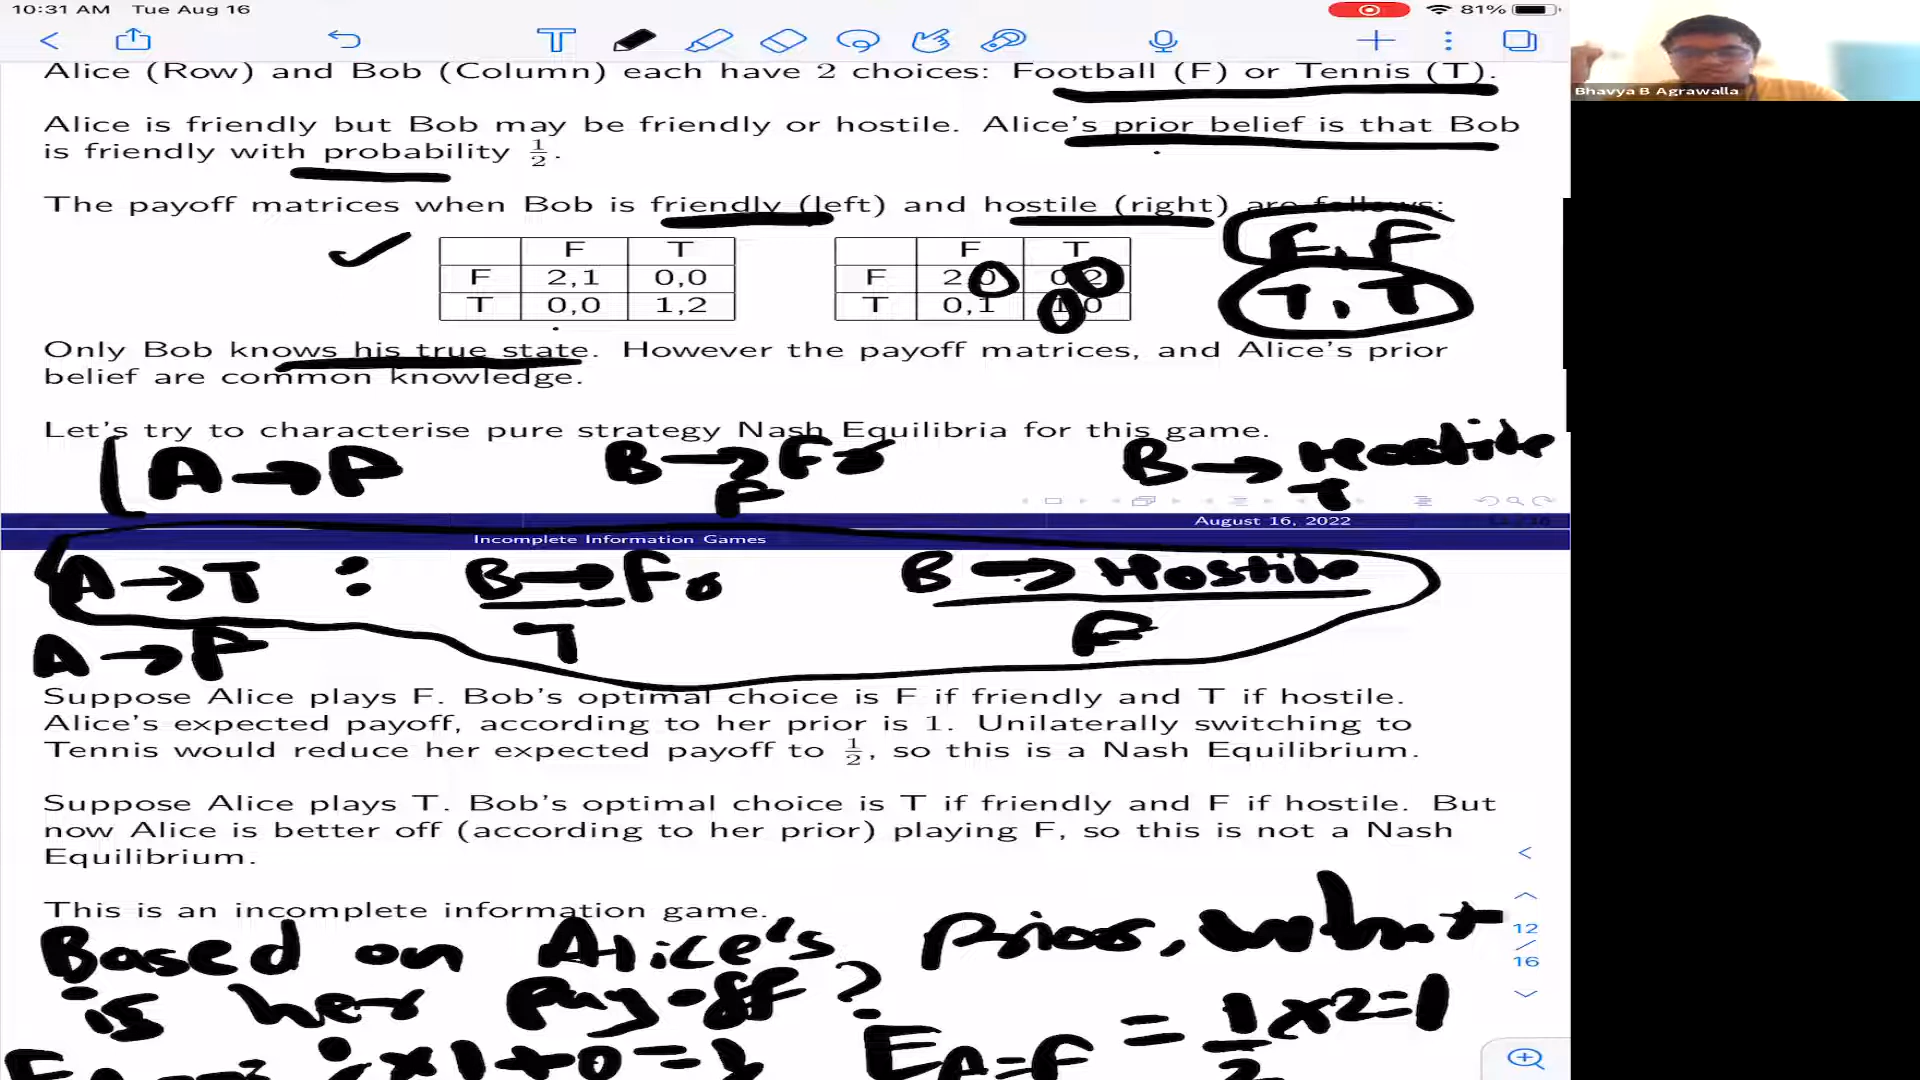 10:31 AM Tue Aug 16
81%
Alice (Row) and Bob (Column) each have 2 choices: Football (F) or Tennis (T).
Bhavya B Agrawalla
Alice is friendly but Bob may be friendly or hostile. Alice's prior belief is that Bob
is friendly with probability 1/2.
The payoff matrices when Bob is friendly (left) and hostile (right) are follows:
F, F
F T F T
F 2,1 0,0 F 2,0 0,2
T 0,0 1,2 T 0,1 1,0
T, T
Only Bob knows his true state. However the payoff matrices, and Alice's prior
belief are common knowledge.
Let's try to characterise pure strategy Nash Equilibria for this game.
A → F B → Fr B → Hostile
F T
August 16, 2022
Incomplete Information Games
A → T : B → Fr B → Hostile
T F
A → F
Suppose Alice plays F. Bob's optimal choice is F if friendly and T if hostile.
Alice's expected payoff, according to her prior is 1. Unilaterally switching to
Tennis would reduce her expected payoff to 1/2, so this is a Nash Equilibrium.
Suppose Alice plays T. Bob's optimal choice is T if friendly and F if hostile. But
now Alice is better off (according to her prior) playing F, so this is not a Nash
Equilibrium.
This is an incomplete information game.
Based on Alice's Prior, what
is her Pay-off?
E A=F = 1/2 x 2 = 1
12
/
16